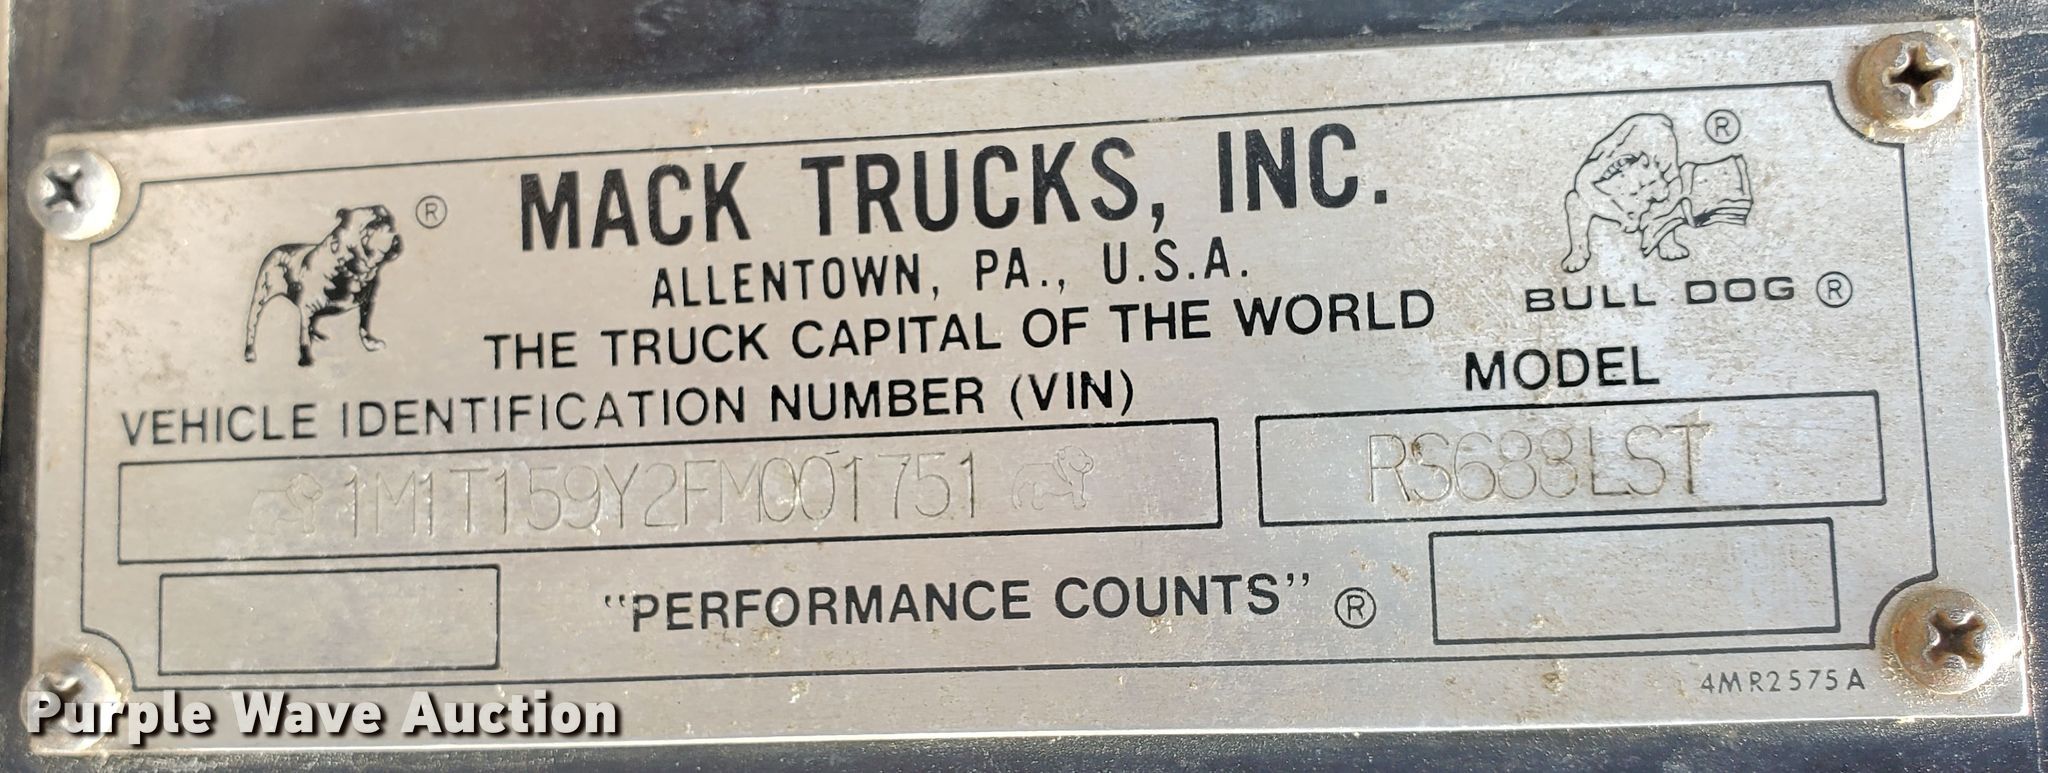 MACK TRUCKS, INC.
ALLENTOWN, PA., U.S.A.
THE TRUCK CAPITAL OF THE WORLD
®
®
BULL DOG ®
VEHICLE IDENTIFICATION NUMBER (VIN)
MODEL
1M1T159Y2FM001751
RS688LST
"PERFORMANCE COUNTS" ®
4MR2575A
Purple Wave Auction